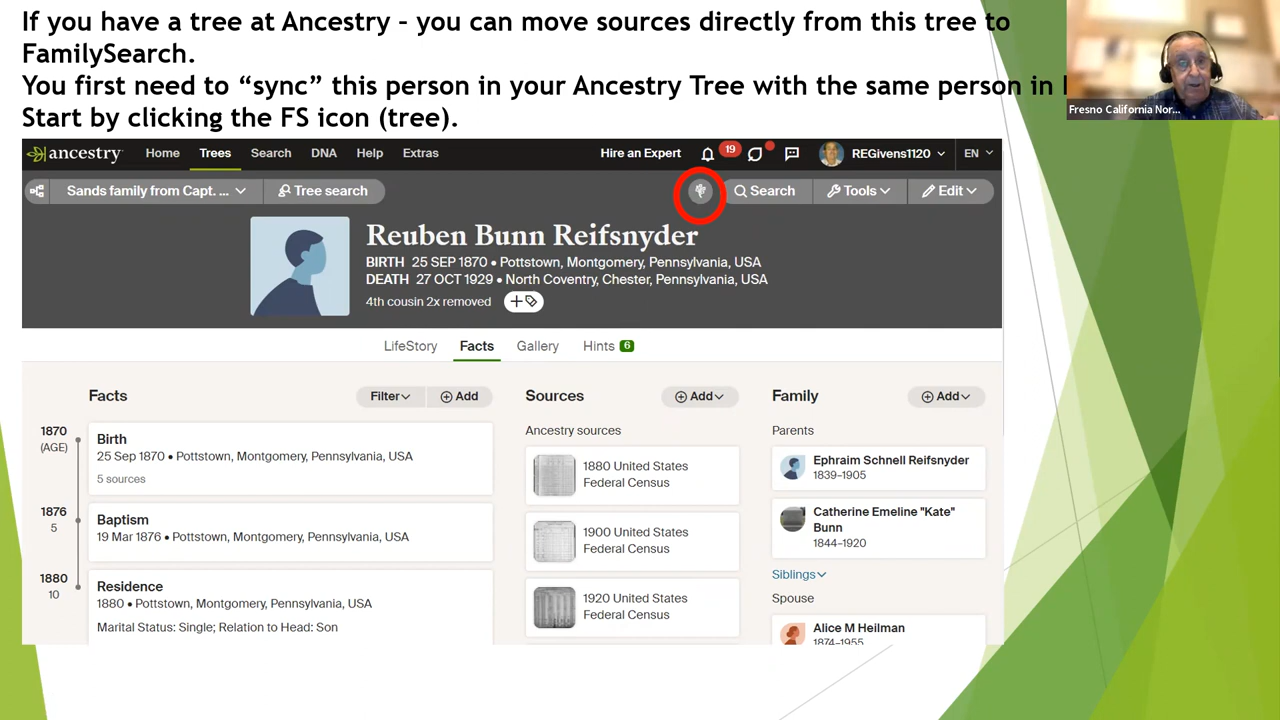 If you have a tree at Ancestry – you can move sources directly from this tree to
FamilySearch.
You first need to “sync” this person in your Ancestry Tree with the same person in
Start by clicking the FS icon (tree).
Fresno California Nor...
ancestry
Home Trees Search DNA Help Extras
Hire an Expert 19 REGivens1120 EN
Sands family from Capt. ... Tree search
Search Tools Edit
Reuben Bunn Reifsnyder
BIRTH 25 SEP 1870 • Pottstown, Montgomery, Pennsylvania, USA
DEATH 27 OCT 1929 • North Coventry, Chester, Pennsylvania, USA
4th cousin 2x removed
LifeStory Facts Gallery Hints 6
Facts Filter Add
1870
(AGE)
Birth
25 Sep 1870 • Pottstown, Montgomery, Pennsylvania, USA
5 sources
1876
5
Baptism
19 Mar 1876 • Pottstown, Montgomery, Pennsylvania, USA
1880
10
Residence
1880 • Pottstown, Montgomery, Pennsylvania, USA
Marital Status: Single; Relation to Head: Son
Sources Add
Ancestry sources
1880 United States
Federal Census
1900 United States
Federal Census
1920 United States
Federal Census
Family Add
Parents
Ephraim Schnell Reifsnyder
1839–1905
Catherine Emeline "Kate"
Bunn
1844–1920
Siblings
Spouse
Alice M Heilman
1874–1955